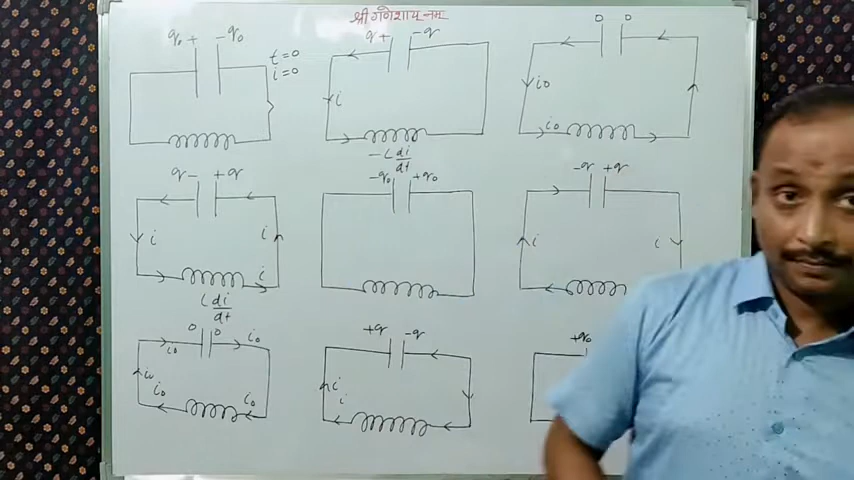 श्री गणेशाय नमः
q₀ + - q₀
t=0
i=0
i
q + - q
i
- L di/dt
0 0
i₀
i₀
q - + q
i
i
i
L di/dt
- q₀ + q₀
- q + q
i
i
0 0
i₀
i₀
i₀
i₀
i₀
+q -q
i
i
+q₀